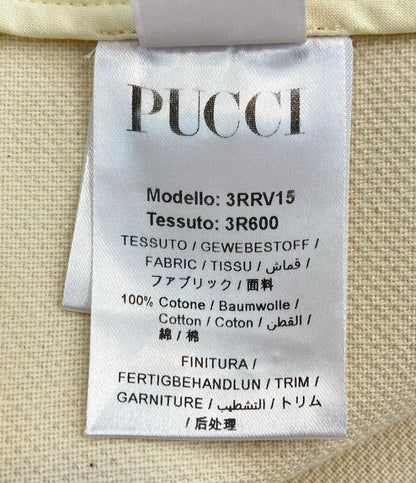 PUCCI
Modello: 3RRV15
Tessuto: 3R600
TESSUTO / GEWEBESTOFF /
FABRIC / TISSU / قماش /
ファブリック / 面料
100% Cotone / Baumwolle /
Cotton / Coton / القطن /
綿 / 棉
FINITURA /
FERTIGBEHANDLUN / TRIM /
GARNITURE / التشطيب / トリム
/ 后处理